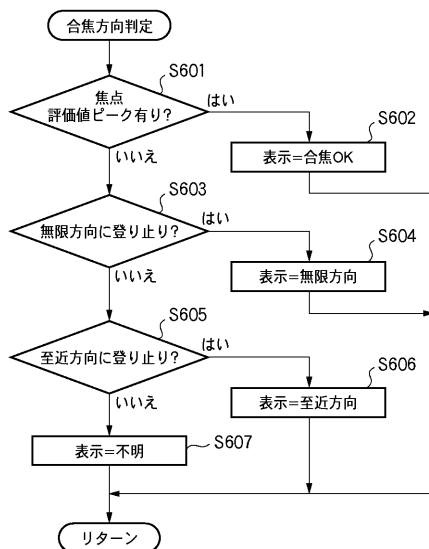 合焦方向判定
S601
焦点
評価値ピーク有り?
はい
S602
表示=合焦OK
いいえ
S603
無限方向に登り止り?
はい
S604
表示=無限方向
いいえ
S605
至近方向に登り止り?
はい
S606
表示=至近方向
いいえ
S607
表示=不明
リターン